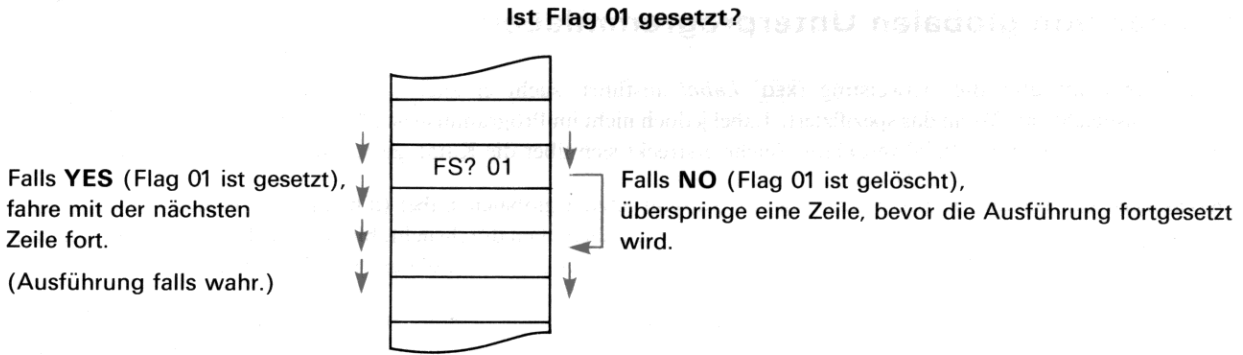 Ist Flag 01 gesetzt?
FS? 01
Falls YES (Flag 01 ist gesetzt),
fahre mit der nächsten
Zeile fort.
(Ausführung falls wahr.)
Falls NO (Flag 01 ist gelöscht),
überspringe eine Zeile, bevor die Ausführung fortgesetzt
wird.